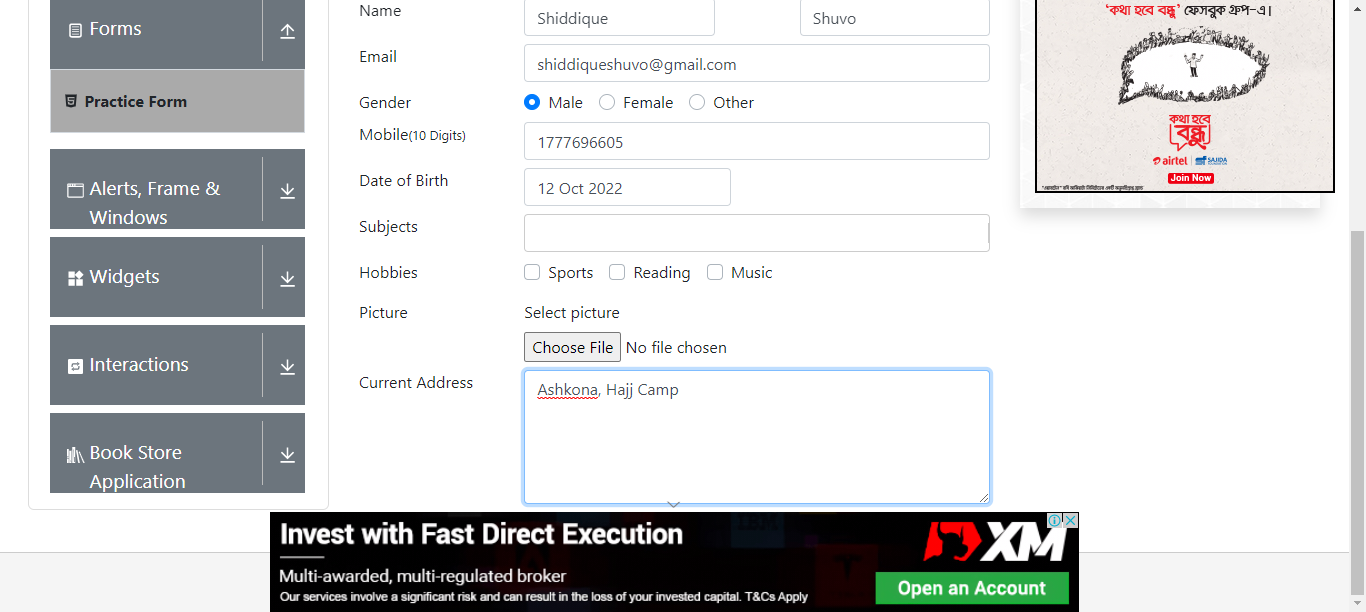 Forms
Practice Form
Alerts, Frame &
Windows
Widgets
Interactions
Book Store
Application
Name
Shiddique
Shuvo
Email
shiddiqueshuvo@gmail.com
Gender
Male
Female
Other
Mobile(10 Digits)
1777696605
Date of Birth
12 Oct 2022
Subjects
Hobbies
Sports
Reading
Music
Picture
Select picture
Choose File No file chosen
Current Address
Ashkona, Hajj Camp
'কথা হবে বন্ধু' ফেসবুক গ্রুপ-এ।
কথা হবে
বন্ধু
airtel
SAJIDA
FOUNDATION
Join Now
Invest with Fast Direct Execution
Multi-awarded, multi-regulated broker
Our services involve a significant risk and can result in the loss of your invested capital. T&Cs Apply
XM
Open an Account